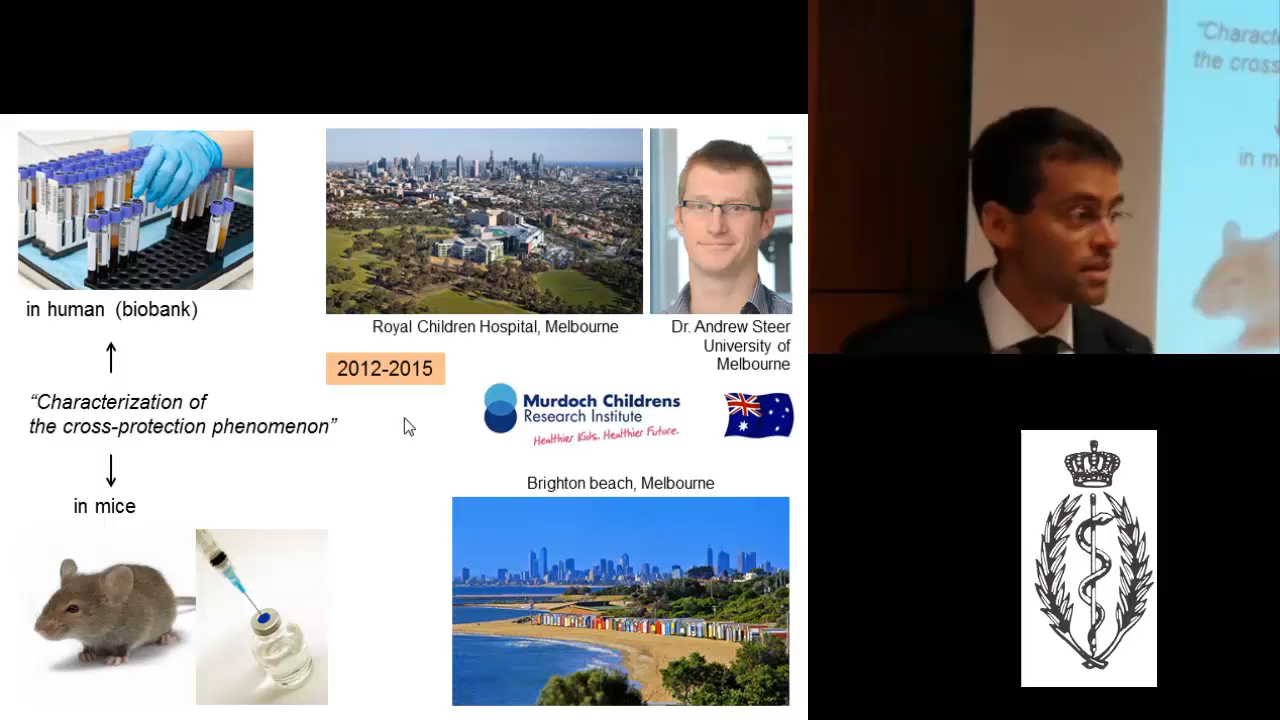 in human (biobank)
“Characterization of
the cross-protection phenomenon”
in mice
Royal Children Hospital, Melbourne
Dr. Andrew Steer
University of
Melbourne
2012-2015
Murdoch Childrens
Research Institute
Healthier Kids. Healthier Future.
Brighton beach, Melbourne
“Charact
the cross
in m